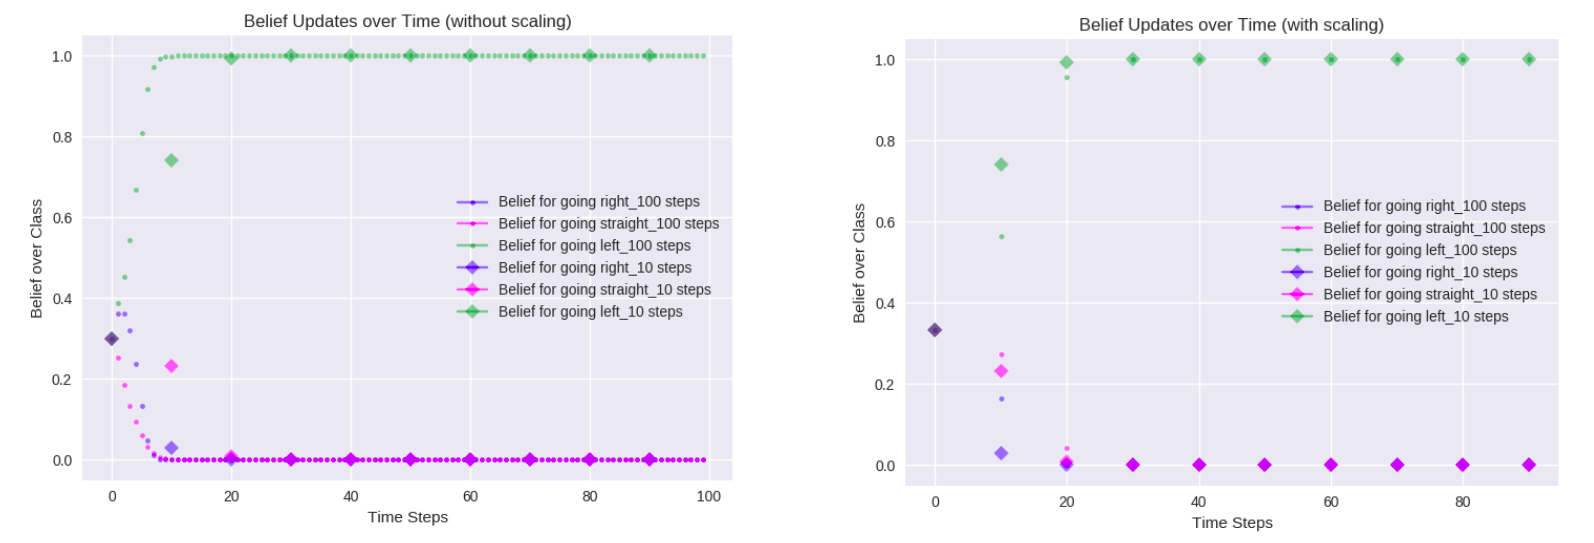 Belief Updates over Time (without scaling)
1.0
0.8
0.6
0.4
0.2
0.0
Belief over Class
Belief for going right_100 steps
Belief for going straight_100 steps
Belief for going left_100 steps
Belief for going right_10 steps
Belief for going straight_10 steps
Belief for going left_10 steps
0 20 40 60 80 100
Time Steps
Belief Updates over Time (with scaling)
1.0
0.8
0.6
0.4
0.2
0.0
Belief over Class
Belief for going right_100 steps
Belief for going straight_100 steps
Belief for going left_100 steps
Belief for going right_10 steps
Belief for going straight_10 steps
Belief for going left_10 steps
0 20 40 60 80
Time Steps